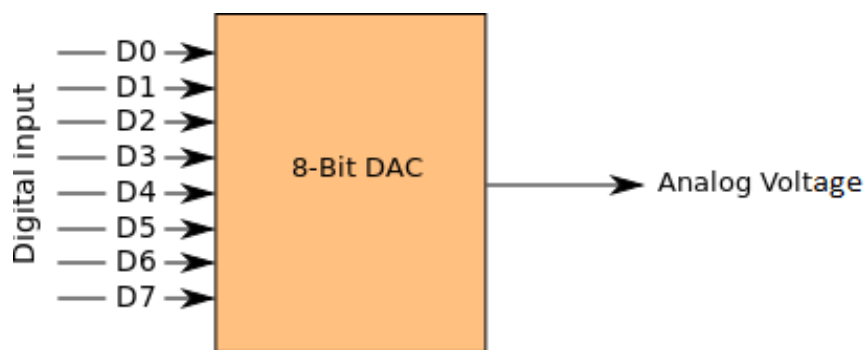 Digital input
D0
D1
D2
D3
D4
D5
D6
D7
8-Bit DAC
Analog Voltage